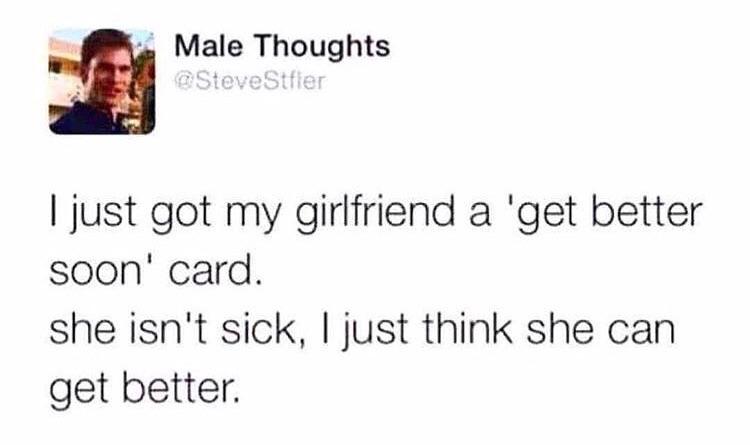 Male Thoughts
@SteveStfler
I just got my girlfriend a 'get better
soon' card.
she isn't sick, I just think she can
get better.